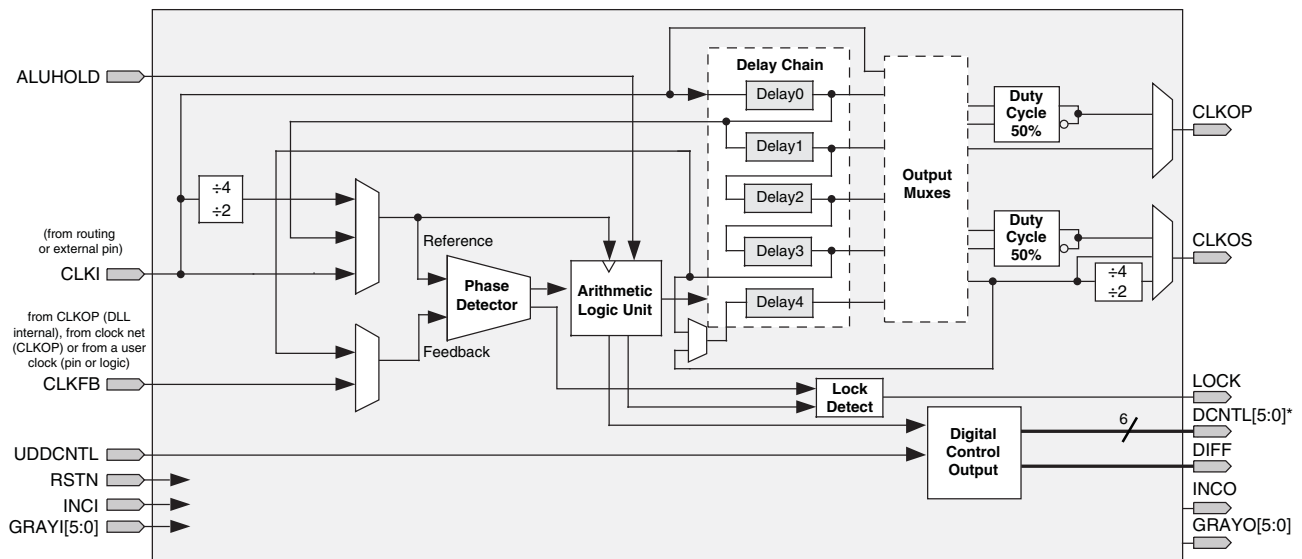 ALUHOLD
Delay Chain
Delay0
Delay1
Delay2
Delay3
Delay4
Output
Muxes
Duty
Cycle
50%
CLKOP
÷4
÷2
(from routing
or external pin)
CLKI
Reference
Phase
Detector
Arithmetic
Logic Unit
Duty
Cycle
50%
÷4
÷2
CLKOS
from CLKOP (DLL
internal), from clock net
(CLKOP) or from a user
clock (pin or logic)
CLKFB
Feedback
Lock
Detect
LOCK
UDDCNTL
Digital
Control
Output
6
DCNTL[5:0]*
DIFF
RSTN
INCI
GRAYI[5:0]
INCO
GRAYO[5:0]